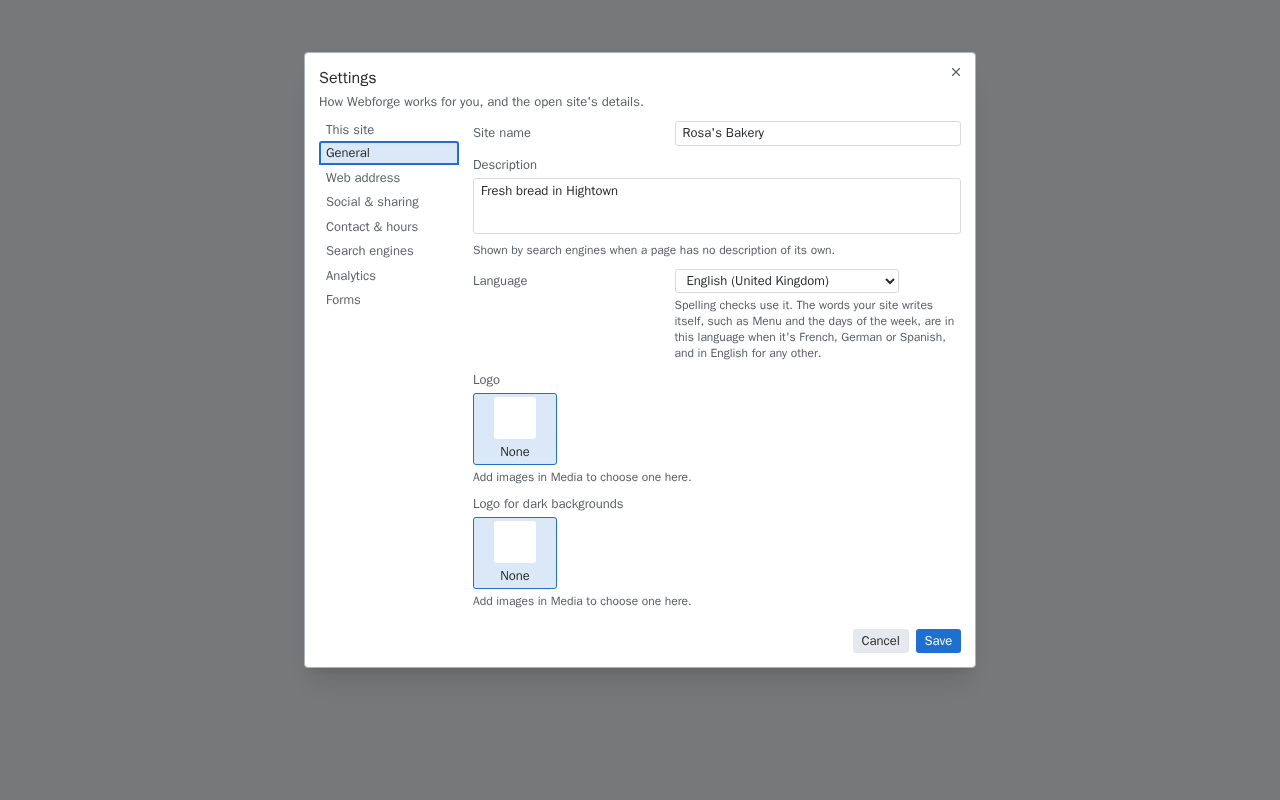 Settings
How Webforge works for you, and the open site's details.
This site
General
Web address
Social & sharing
Contact & hours
Search engines
Analytics
Forms
Site name
Rosa's Bakery
Description
Fresh bread in Hightown
Shown by search engines when a page has no description of its own.
Language
English (United Kingdom)
Spelling checks use it. The words your site writes
itself, such as Menu and the days of the week, are in
this language when it's French, German or Spanish,
and in English for any other.
Logo
None
Add images in Media to choose one here.
Logo for dark backgrounds
None
Add images in Media to choose one here.
Cancel
Save